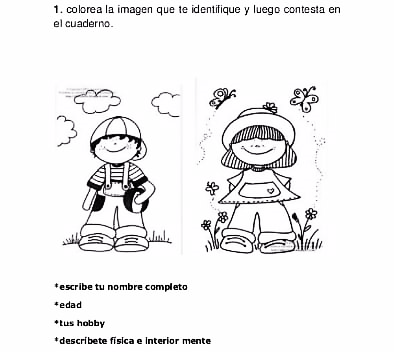 1. colorea la imagen que te identifique y luego contesta en
el cuaderno.
*escribe tu nombre completo
*edad
*tus hobby
*descríbete física e interior mente